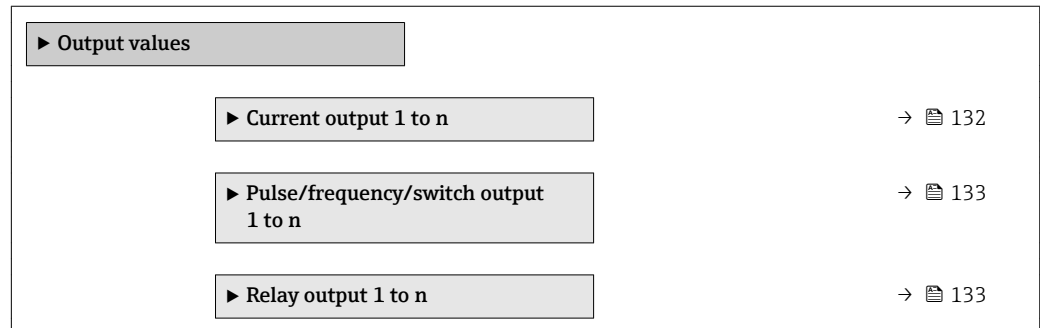 ▶ Output values
▶ Current output 1 to n → 132
▶ Pulse/frequency/switch output → 133
1 to n
▶ Relay output 1 to n → 133